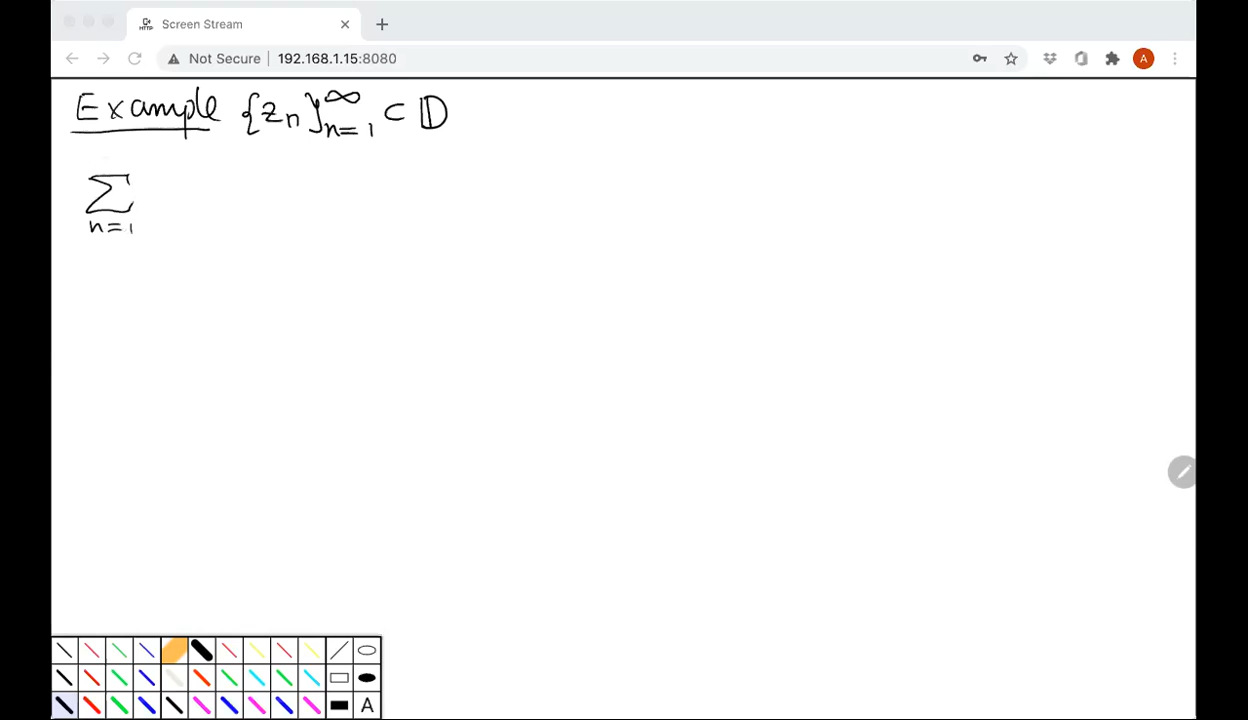 Screen Stream
Not Secure | 192.168.1.15:8080
A
Example {zₙ}ₙ₌₁^∞ ⊂ 𝔻
∑
n=1
A